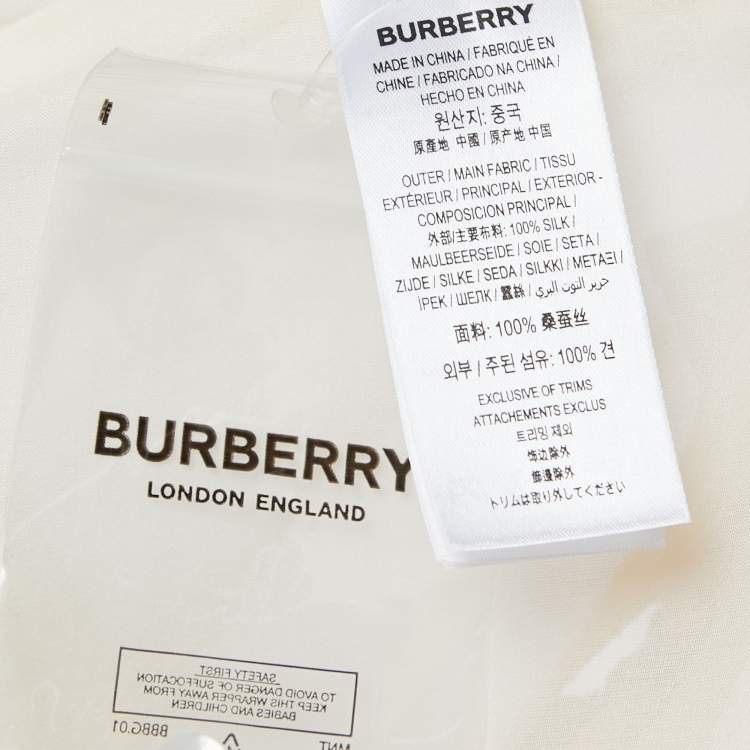 BURBERRY
MADE IN CHINA / FABRIQUÉ EN
CHINE / FABRICADO NA CHINA /
HECHO EN CHINA
원산지: 중국
原產地 中國 / 原产地 中国
OUTER / MAIN FABRIC / TISSU
EXTÉRIEUR / PRINCIPAL / EXTERIOR -
COMPOSICION PRINCIPAL /
外部/主要布料: 100% SILK /
MAULBEERSEIDE / SOIE / SETA /
ZIJDE / SILKE / SEDA / SILKKI / ΜΕΤΑΞΙ /
İPEK / ШЕЛК / 蠶絲 / حرير التوت البري /
面料: 100% 桑蚕丝
외부 / 주된 섬유: 100% 견
EXCLUSIVE OF TRIMS
ATTACHEMENTS EXCLUS
트리밍 제외
饰边除外
飾邊除外
トリムは取り外してください
BURBERRY
LONDON ENGLAND
SAFETY FIRST
TO AVOID DANGER OF SUFFOCATION
KEEP THIS WRAPPER AWAY FROM
BABIES AND CHILDREN
BBBG.01
MNT